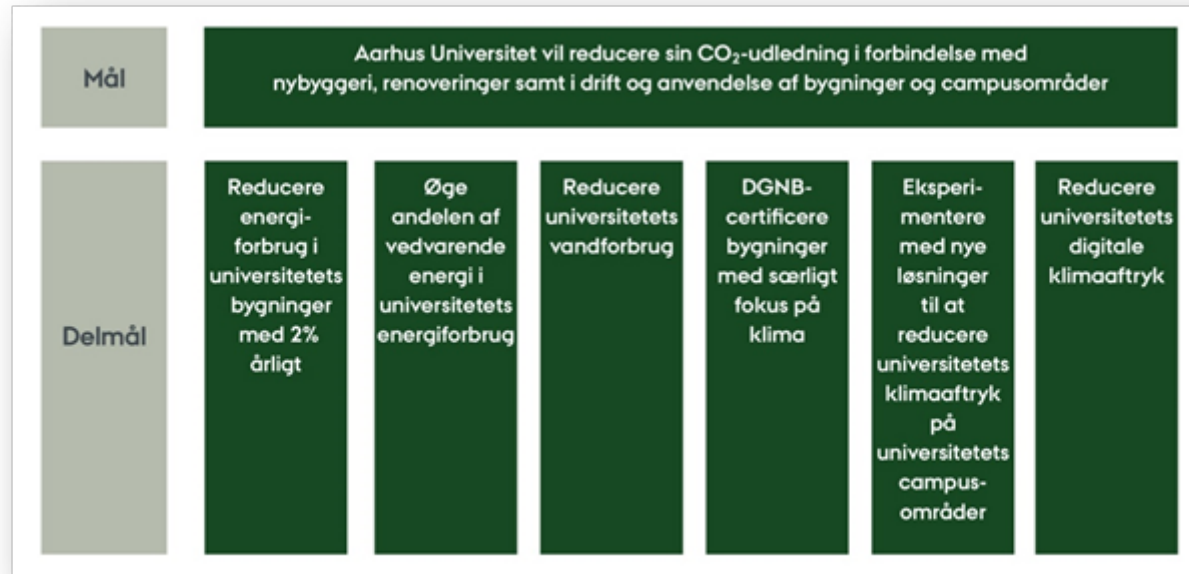 Mål
Aarhus Universitet vil reducere sin CO₂-udledning i forbindelse med
nybyggeri, renoveringer samt i drift og anvendelse af bygninger og campusområder
Delmål
Reducere
energi-
forbrug i
universitetets
bygninger
med 2%
årligt
Øge
andelen af
vedvarende
energi i
universitetets
energiforbrug
Reducere
universitetets
vandforbrug
DGNB-
certificere
bygninger
med særligt
fokus på
klima
Eksperi-
mentere
med nye
løsninger
til at
reducere
universitetets
klimaaftryk
på
universitetets
campus-
områder
Reducere
universitetets
digitale
klimaaftryk